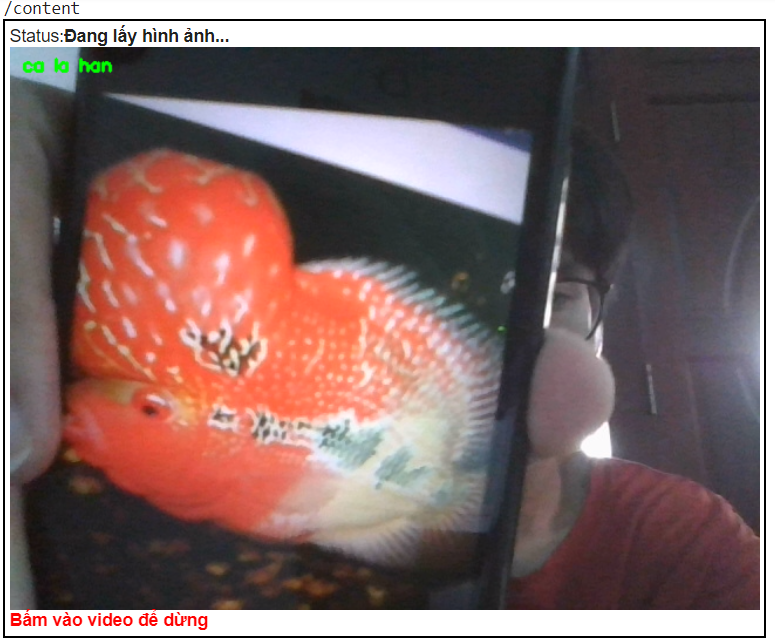 /content
Status:Đang lấy hình ảnh...
ca la han
Bấm vào video để dừng